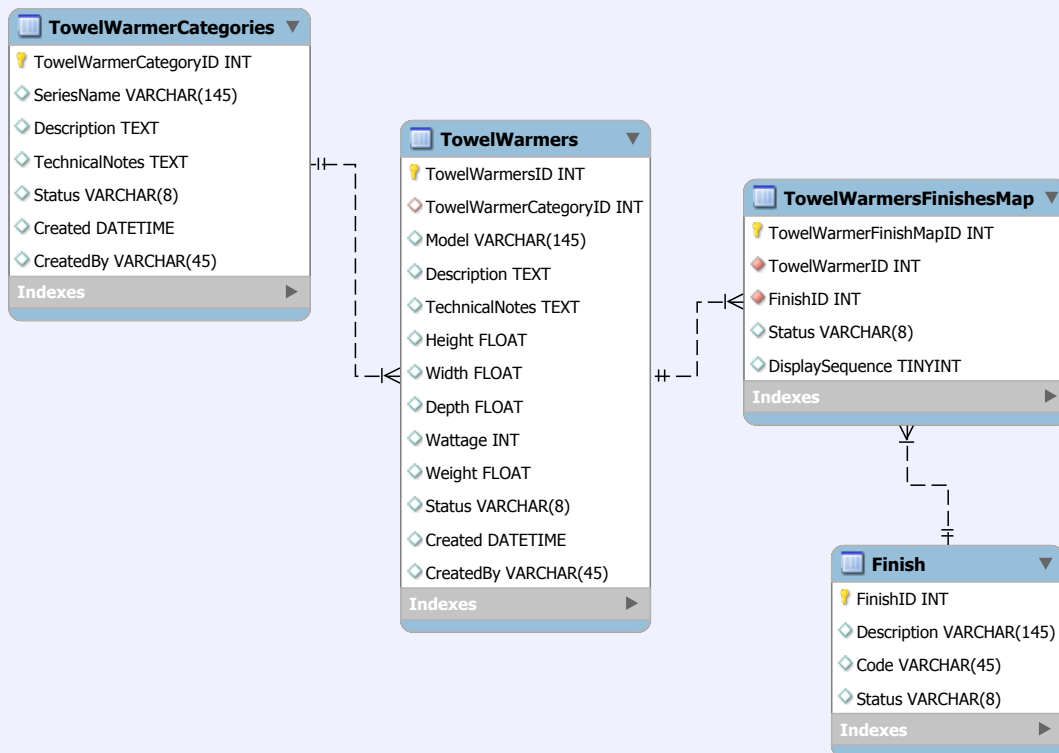 TowelWarmerCategories
TowelWarmerCategoryID INT
SeriesName VARCHAR(145)
Description TEXT
TechnicalNotes TEXT
Status VARCHAR(8)
Created DATETIME
CreatedBy VARCHAR(45)
Indexes
TowelWarmers
TowelWarmersID INT
TowelWarmerCategoryID INT
Model VARCHAR(145)
Description TEXT
TechnicalNotes TEXT
Height FLOAT
Width FLOAT
Depth FLOAT
Wattage INT
Weight FLOAT
Status VARCHAR(8)
Created DATETIME
CreatedBy VARCHAR(45)
Indexes
TowelWarmersFinishesMap
TowelWarmerFinishMapID INT
TowelWarmerID INT
FinishID INT
Status VARCHAR(8)
DisplaySequence TINYINT
Indexes
Finish
FinishID INT
Description VARCHAR(145)
Code VARCHAR(45)
Status VARCHAR(8)
Indexes